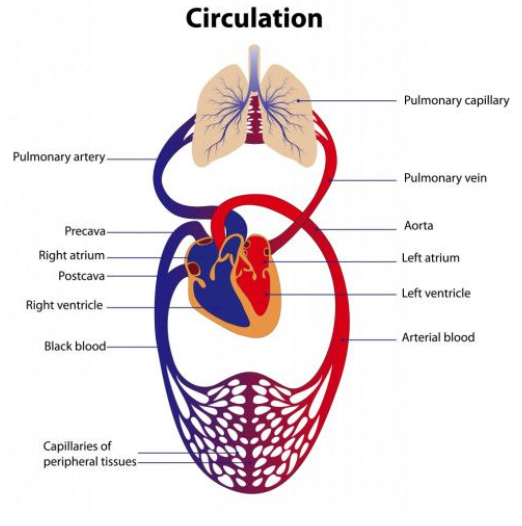 Circulation
Pulmonary capillary
Pulmonary artery
Pulmonary vein
Precava
Aorta
Right atrium
Left atrium
Postcava
Left ventricle
Right ventricle
Arterial blood
Black blood
Capillaries of
peripheral tissues